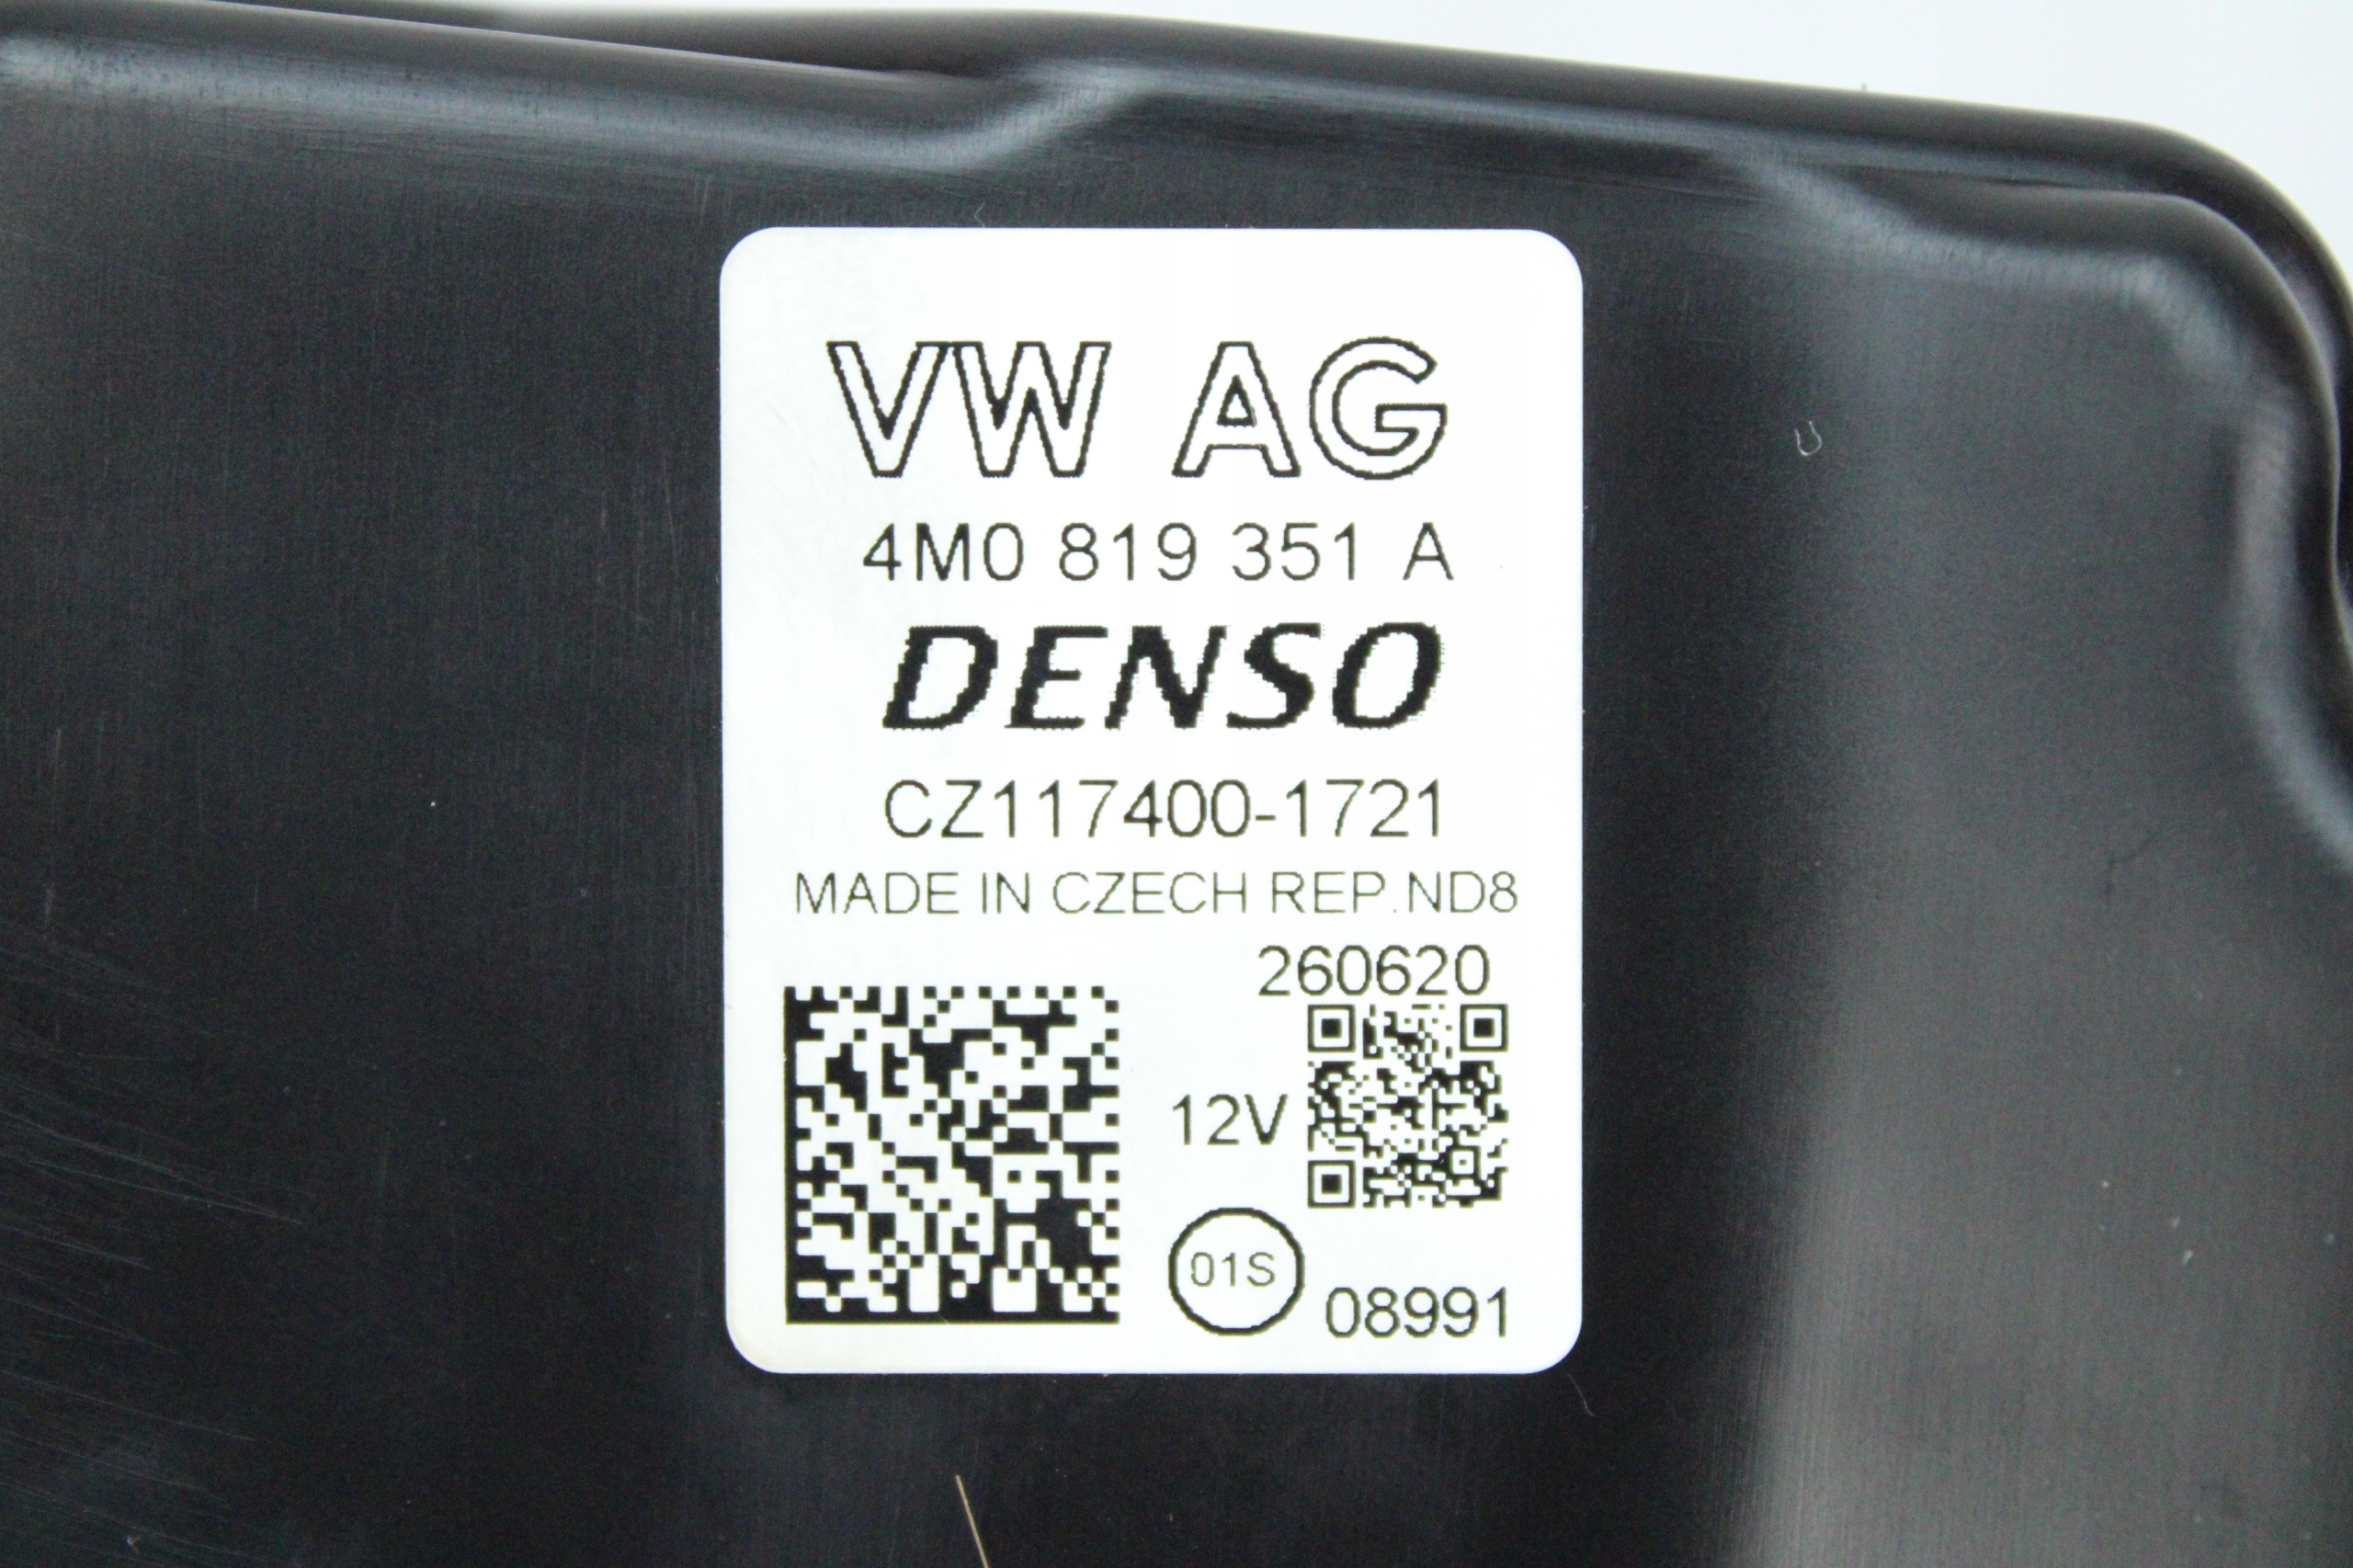 VW AG
4M0 819 351 A
DENSO
CZ117400-1721
MADE IN CZECH REP.ND8
260620
12V
01S
08991